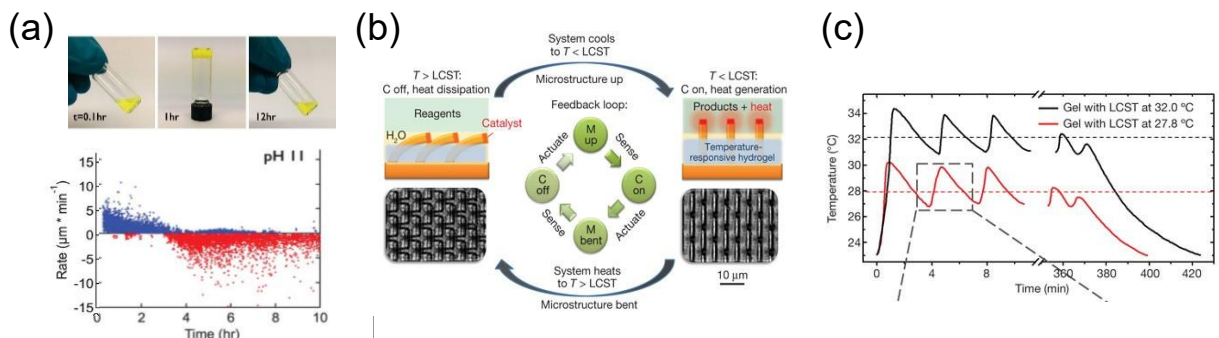 (a)
t=0.1hr
1hr
12hr
pH 11
Rate (µm * min⁻¹)
15
10
5
0
-5
-10
-15
0
2
4
6
8
10
Time (hr)
(b)
System cools
to T < LCST
Microstructure up
T > LCST:
C off, heat dissipation
Reagents
H₂O
Catalyst
Feedback loop:
M
up
Sense
C
on
Actuate
M
bent
Sense
C
off
Actuate
T < LCST:
C on, heat generation
Products + heat
Temperature-
responsive hydrogel
10 µm
System heats
to T > LCST
Microstructure bent
(c)
Gel with LCST at 32.0 ºC
Gel with LCST at 27.8 ºC
Temperature (ºC)
34
32
30
28
26
24
0
4
8
360
380
400
420
Time (min)